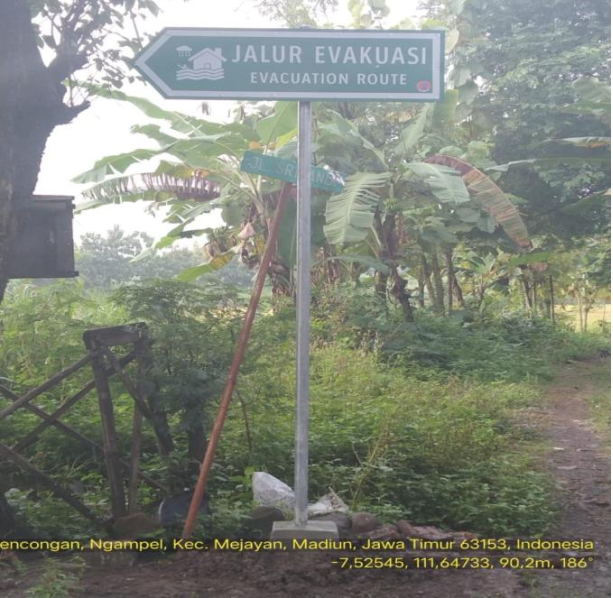 JALUR EVAKUASI
EVACUATION ROUTE
JL.
encongan, Ngampel, Kec. Mejayan, Madiun, Jawa Timur 63153, Indonesia
-7,52545, 111,64733, 90,2m, 186°